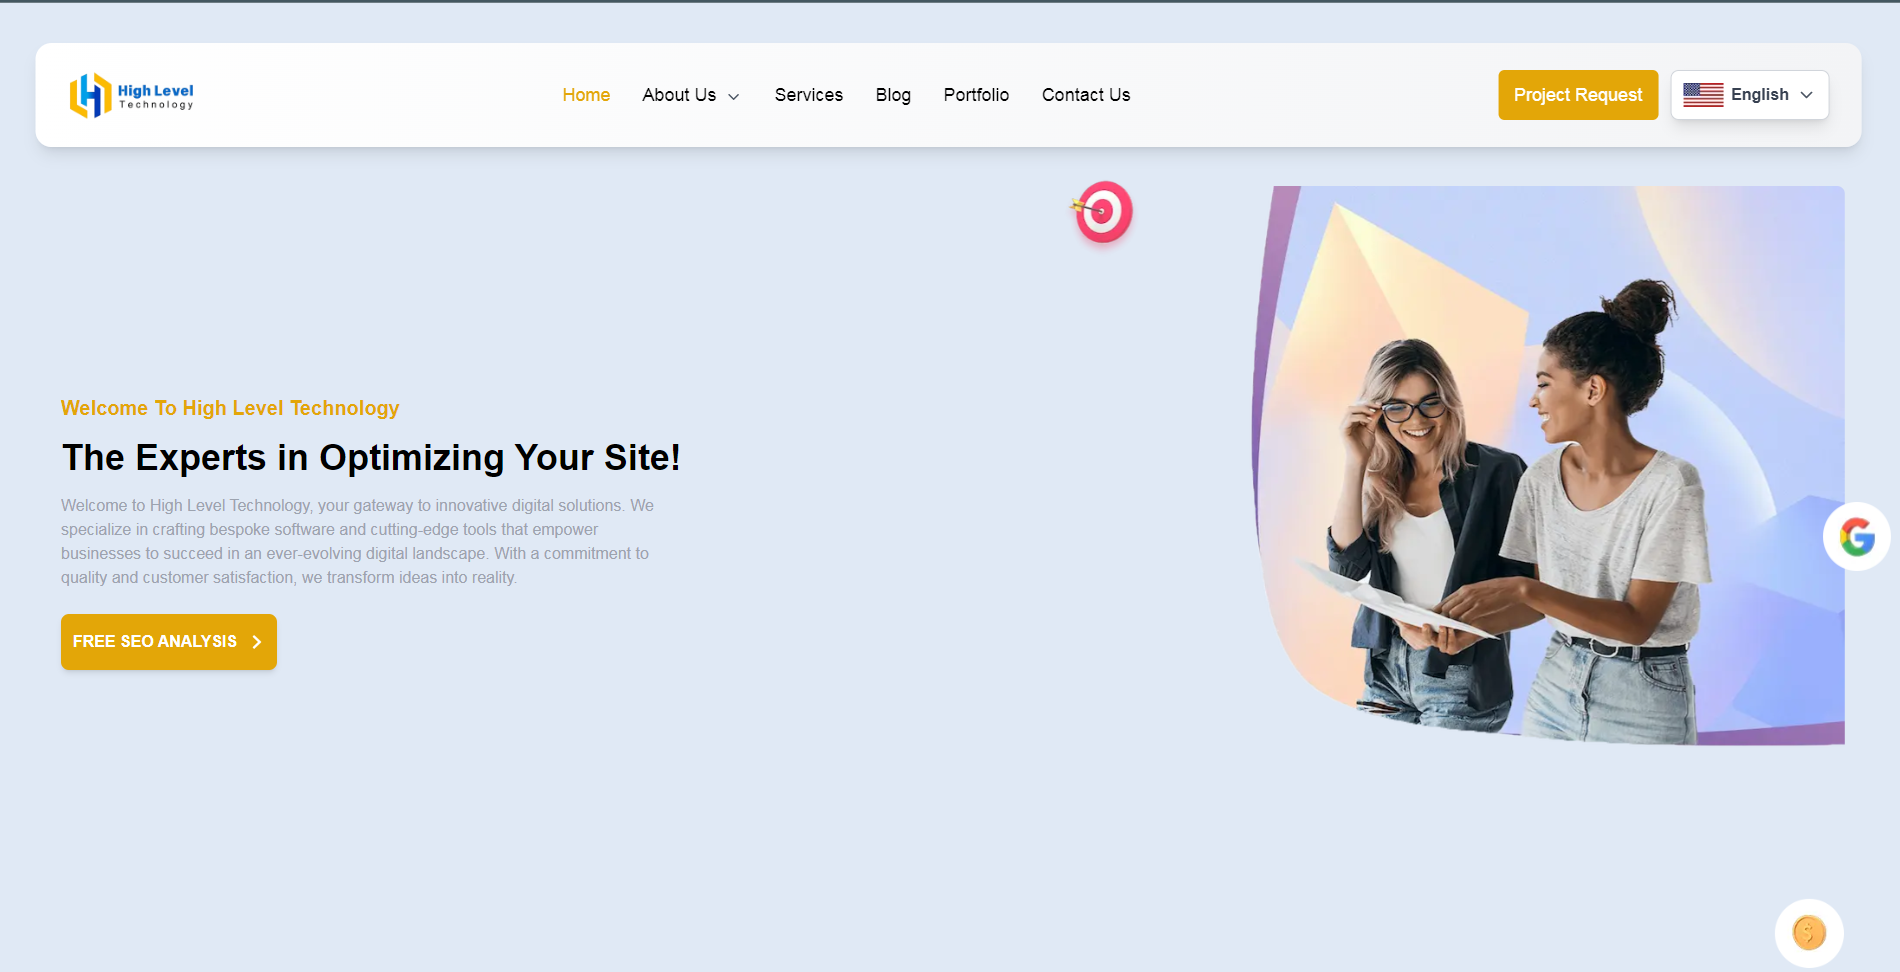 High Level
Technology
Home
About Us
Services
Blog
Portfolio
Contact Us
Project Request
English
Welcome To High Level Technology
The Experts in Optimizing Your Site!
Welcome to High Level Technology, your gateway to innovative digital solutions. We
specialize in crafting bespoke software and cutting-edge tools that empower
businesses to succeed in an ever-evolving digital landscape. With a commitment to
quality and customer satisfaction, we transform ideas into reality.
FREE SEO ANALYSIS
G
$